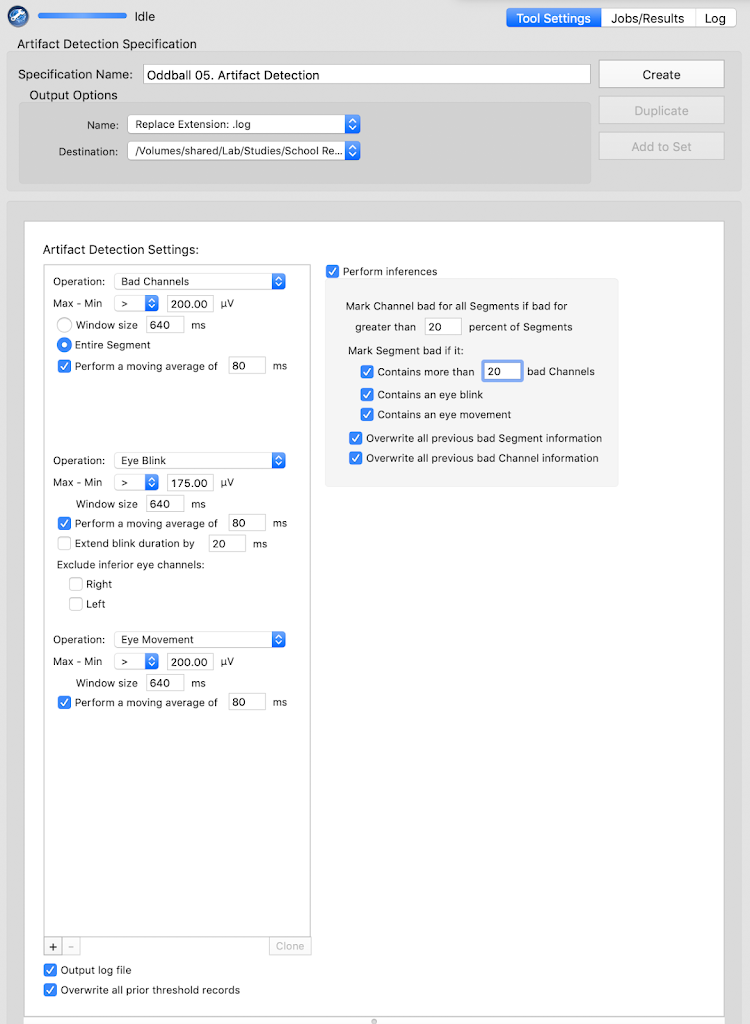 Idle
Tool Settings Jobs/Results Log
Artifact Detection Specification
Specification Name: Oddball 05. Artifact Detection
Create
Output Options
Duplicate
Name: Replace Extension: .log
Add to Set
Destination: /Volumes/shared/Lab/Studies/School Re...
Artifact Detection Settings:
Operation: Bad Channels
Max - Min > 200.00 µV
Window size 640 ms
Entire Segment
Perform a moving average of 80 ms
Operation: Eye Blink
Max - Min > 175.00 µV
Window size 640 ms
Perform a moving average of 80 ms
Extend blink duration by 20 ms
Exclude inferior eye channels:
Right
Left
Operation: Eye Movement
Max - Min > 200.00 µV
Window size 640 ms
Perform a moving average of 80 ms
+ - Clone
Output log file
Overwrite all prior threshold records
Perform inferences
Mark Channel bad for all Segments if bad for
greater than 20 percent of Segments
Mark Segment bad if it:
Contains more than 20 bad Channels
Contains an eye blink
Contains an eye movement
Overwrite all previous bad Segment information
Overwrite all previous bad Channel information